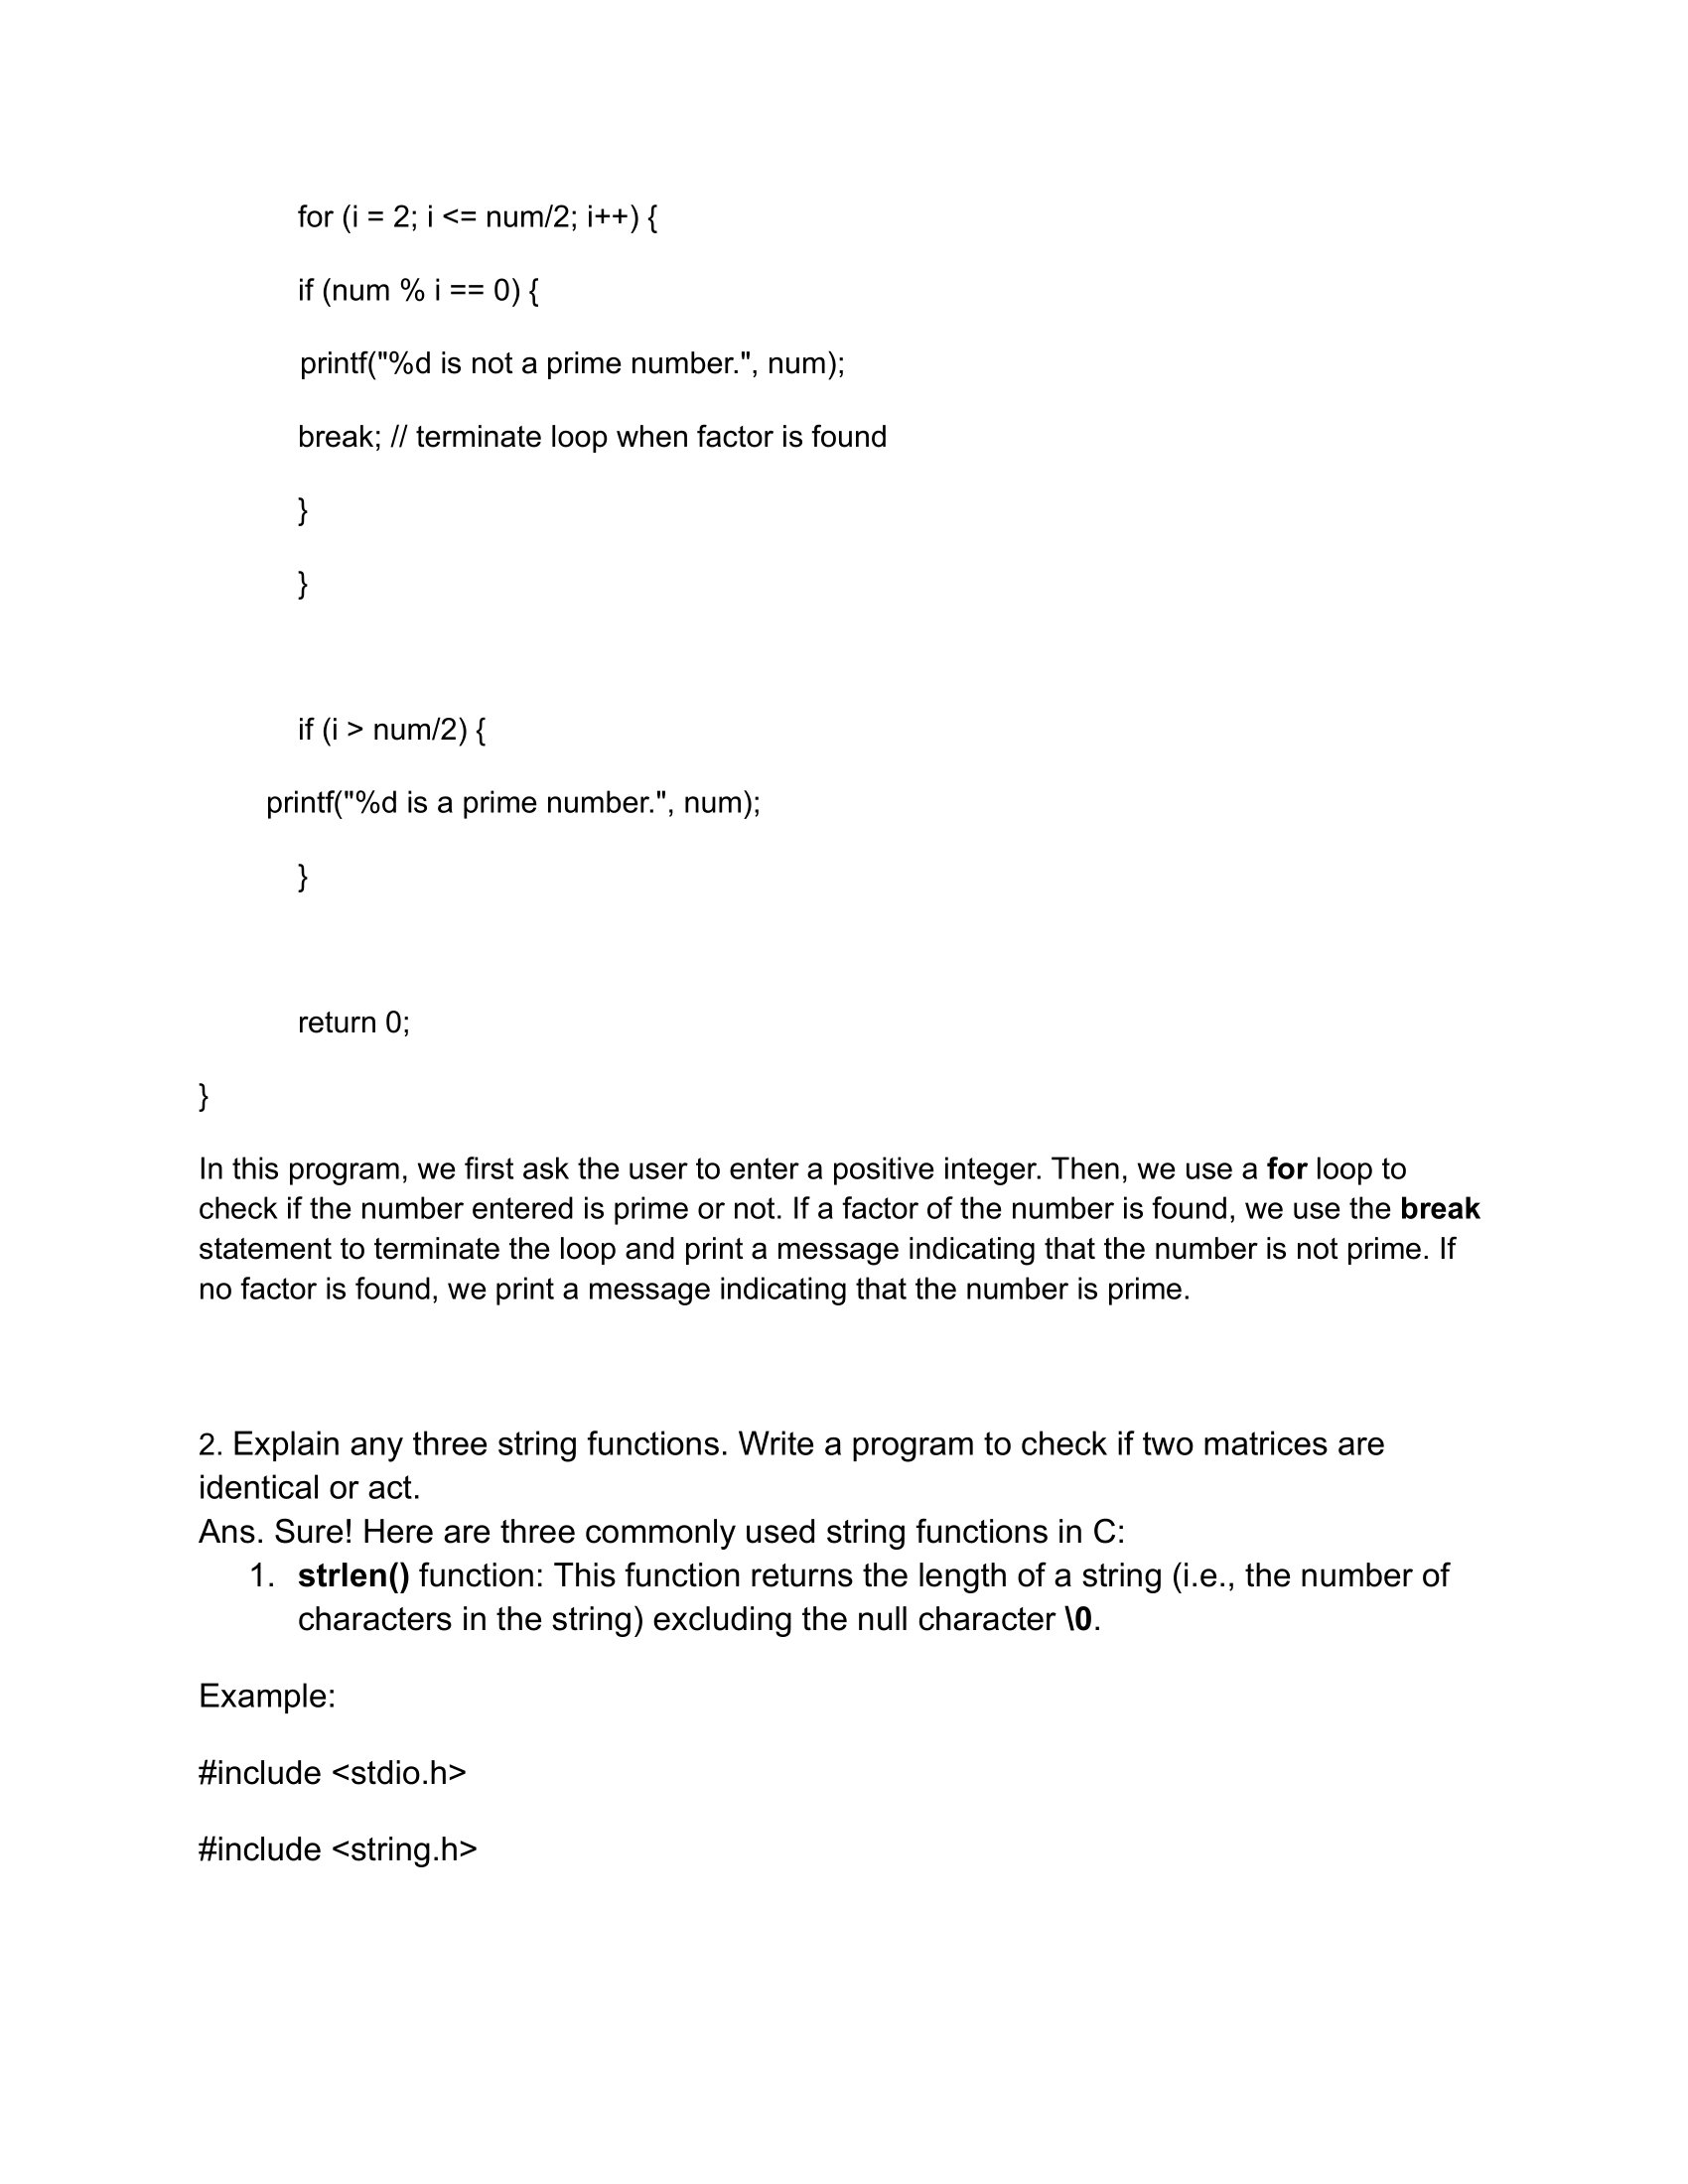 for (i = 2; i <= num/2; i++) {
if (num % i == 0) {
printf("%d is not a prime number.", num);
break; // terminate loop when factor is found
}
}
if (i > num/2) {
printf("%d is a prime number.", num);
}
return 0;
}
In this program, we first ask the user to enter a positive integer. Then, we use a for loop to
check if the number entered is prime or not. If a factor of the number is found, we use the break
statement to terminate the loop and print a message indicating that the number is not prime. If
no factor is found, we print a message indicating that the number is prime.
2. Explain any three string functions. Write a program to check if two matrices are
identical or act.
Ans. Sure! Here are three commonly used string functions in C:
1. strlen() function: This function returns the length of a string (i.e., the number of
characters in the string) excluding the null character \0.
Example:
#include <stdio.h>
#include <string.h>